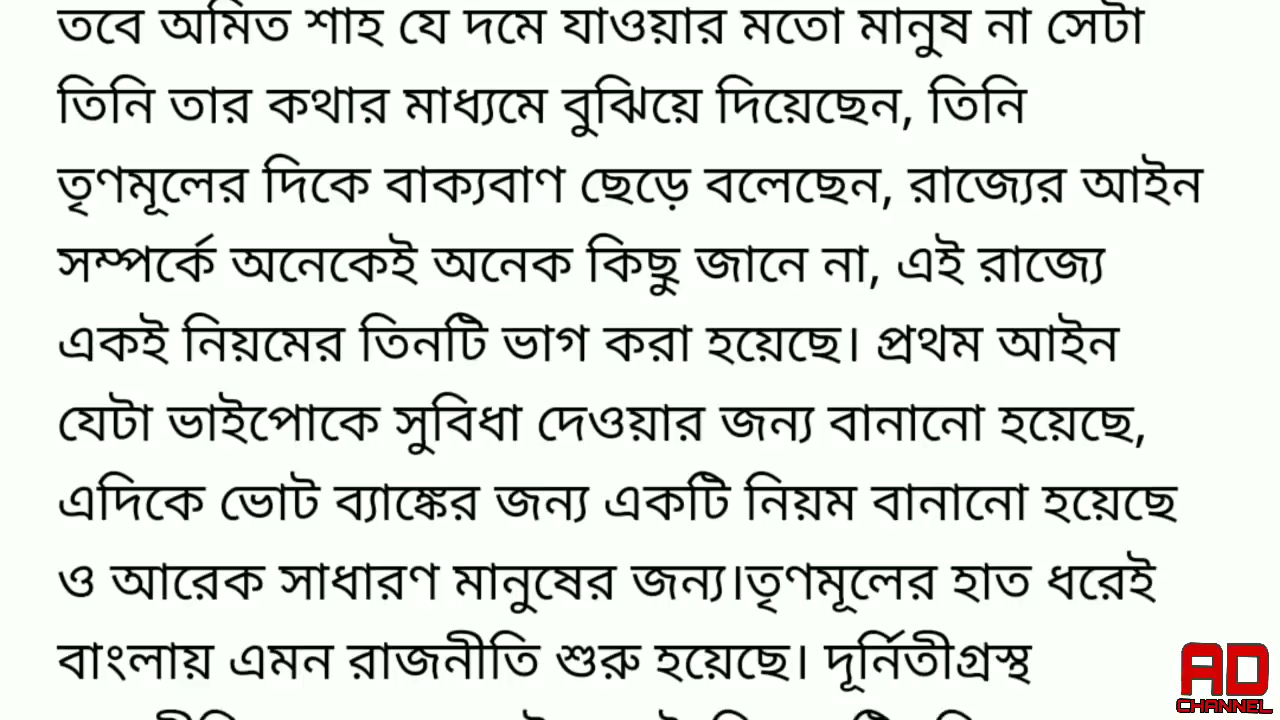 তবে অমিত শাহ যে দমে যাওয়ার মতো মানুষ না সেটা
তিনি তার কথার মাধ্যমে বুঝিয়ে দিয়েছেন, তিনি
তৃণমূলের দিকে বাক্যবাণ ছেড়ে বলেছেন, রাজ্যের আইন
সম্পর্কে অনেকেই অনেক কিছু জানে না, এই রাজ্যে
একই নিয়মের তিনটি ভাগ করা হয়েছে। প্রথম আইন
যেটা ভাইপোকে সুবিধা দেওয়ার জন্য বানানো হয়েছে,
এদিকে ভোট ব্যাঙ্কের জন্য একটি নিয়ম বানানো হয়েছে
ও আরেক সাধারণ মানুষের জন্য।তৃণমূলের হাত ধরেই
বাংলায় এমন রাজনীতি শুরু হয়েছে। দূর্নিতীগ্রস্থ
AD
CHANNEL